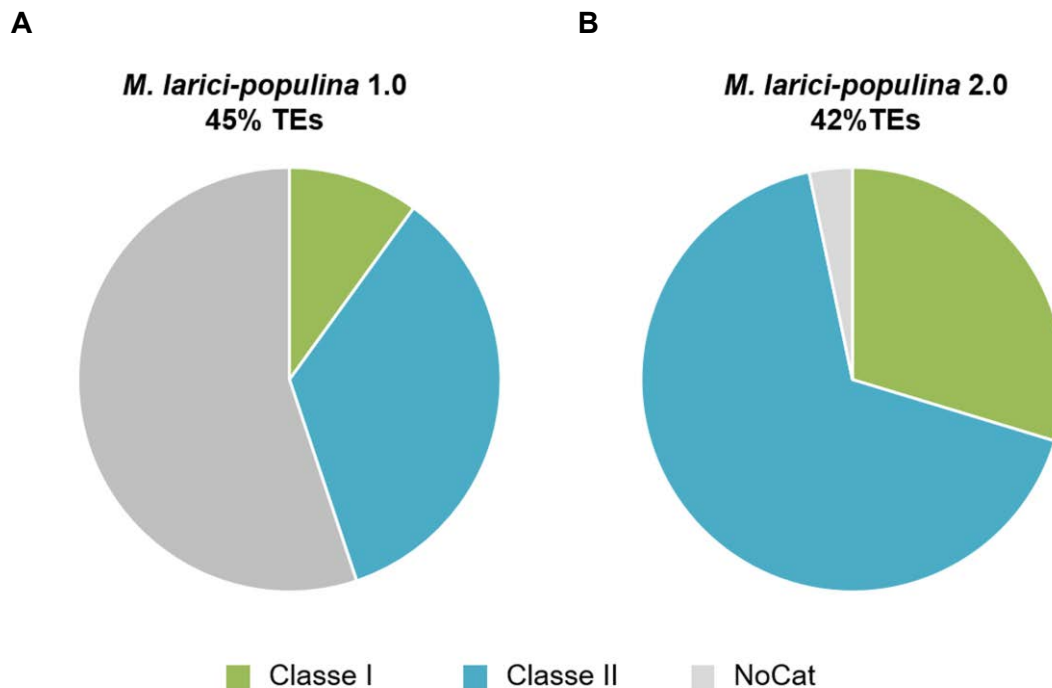 A
B
M. larici-populina 1.0
45% TEs
M. larici-populina 2.0
42%TEs
Classe I
Classe II
NoCat